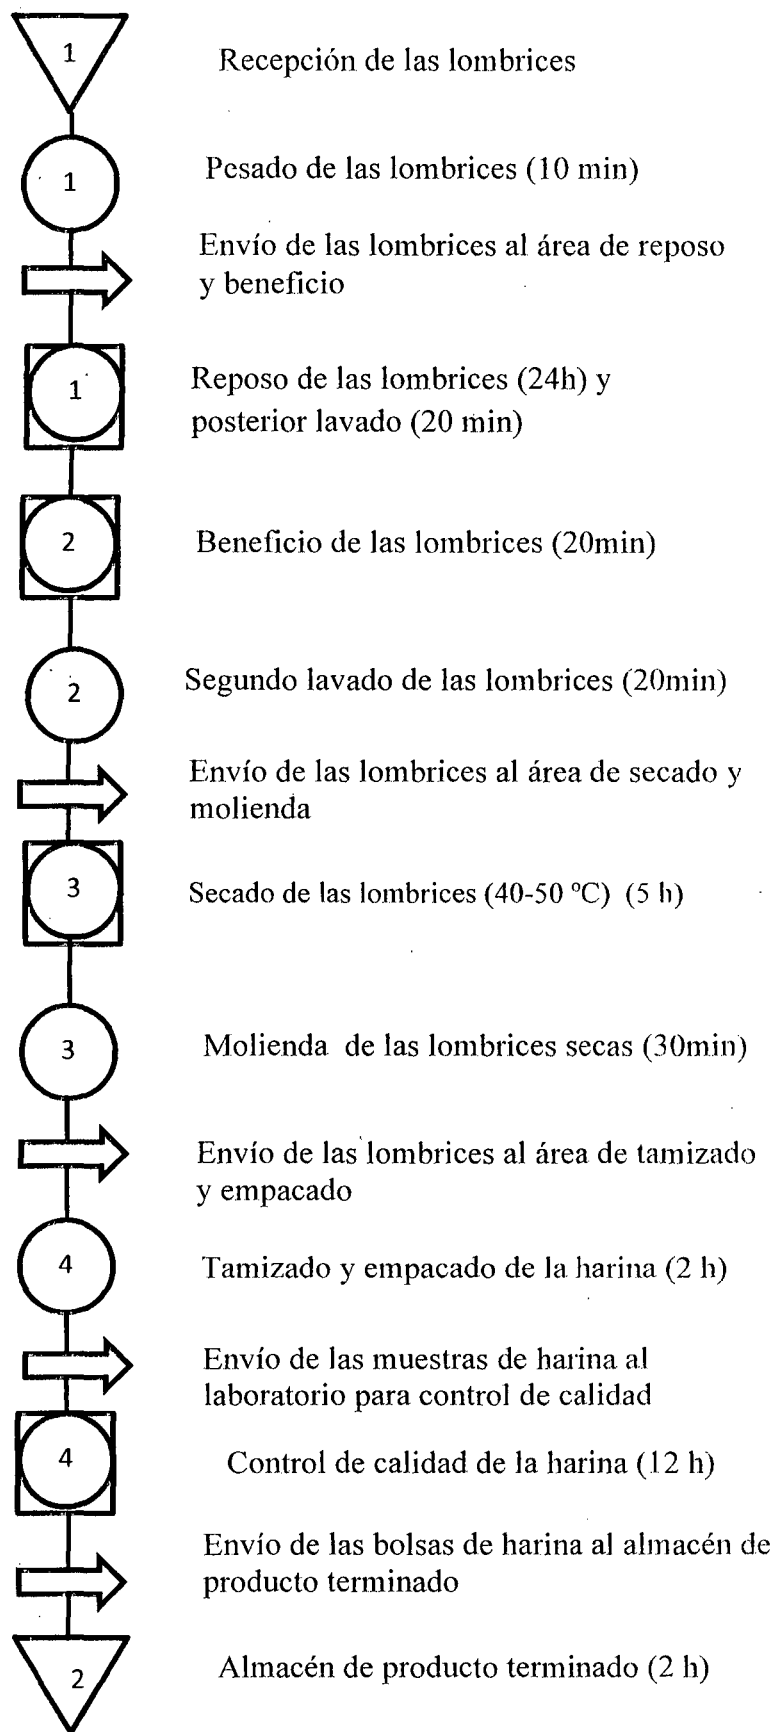 1
Recepción de las lombrices
1
Pesado de las lombrices (10 min)
Envío de las lombrices al área de reposo
y beneficio
1
Reposo de las lombrices (24h) y
posterior lavado (20 min)
2
Beneficio de las lombrices (20min)
2
Segundo lavado de las lombrices (20min)
Envío de las lombrices al área de secado y
molienda
3
Secado de las lombrices (40-50 ºC) (5 h)
3
Molienda de las lombrices secas (30min)
Envío de las lombrices al área de tamizado
y empacado
4
Tamizado y empacado de la harina (2 h)
Envío de las muestras de harina al
laboratorio para control de calidad
4
Control de calidad de la harina (12 h)
Envío de las bolsas de harina al almacén de
producto terminado
2
Almacén de producto terminado (2 h)